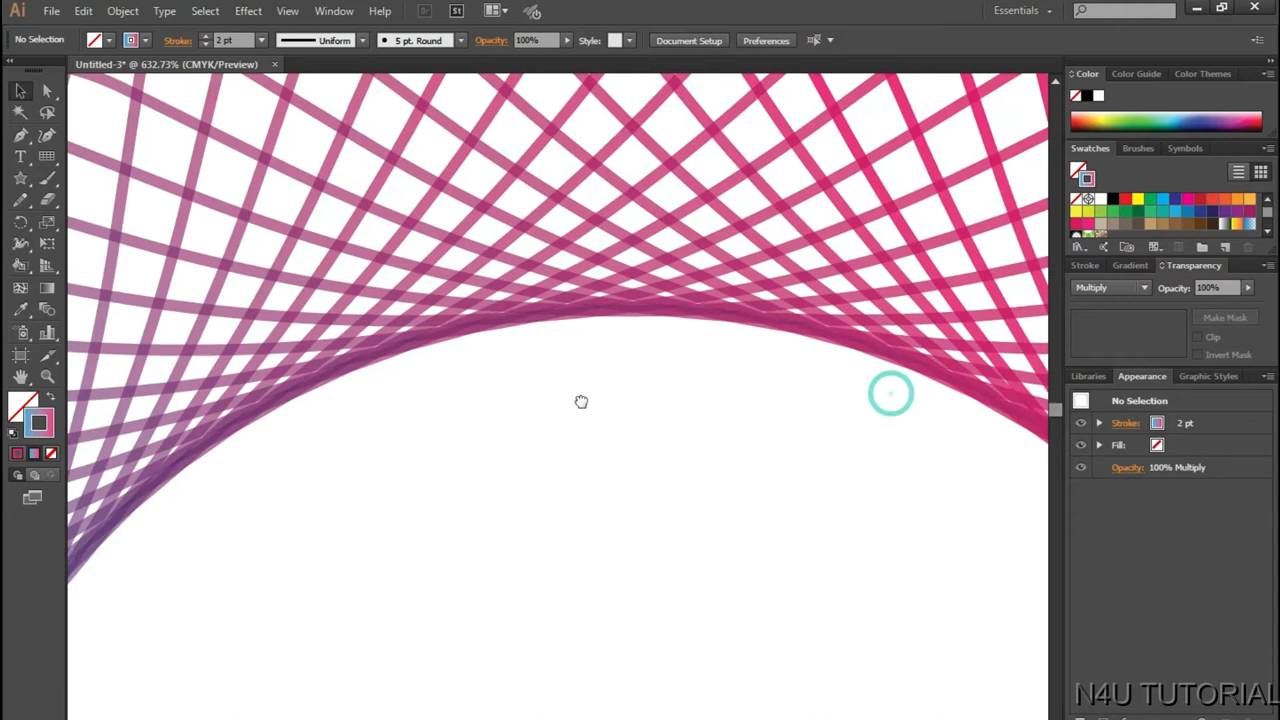 Ai File Edit Object Type Select Effect View Window Help Br St Essentials
No Selection Stroke: 2 pt Uniform 5 pt. Round Opacity: 100% Style: Document Setup Preferences
Untitled-3* @ 632.73% (CMYK/Preview) ×
Color Color Guide Color Themes
Swatches Brushes Symbols
Stroke Gradient Transparency
Multiply Opacity: 100%
Make Mask
Clip
Invert Mask
Libraries Appearance Graphic Styles
No Selection
Stroke: 2 pt
Fill:
Opacity: 100% Multiply
N4U TUTORIAL